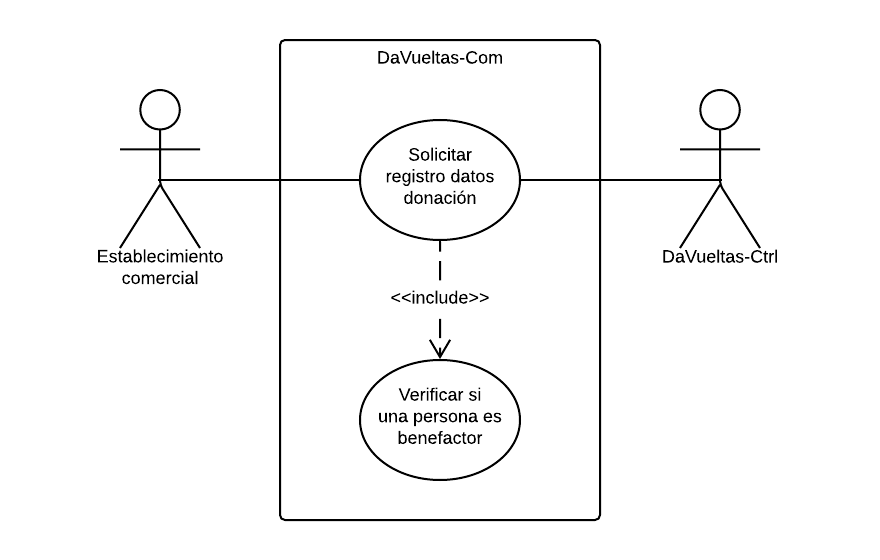 DaVueltas-Com
Solicitar
registro datos
donación
Establecimiento
comercial
DaVueltas-Ctrl
<<include>>
Verificar si
una persona es
benefactor